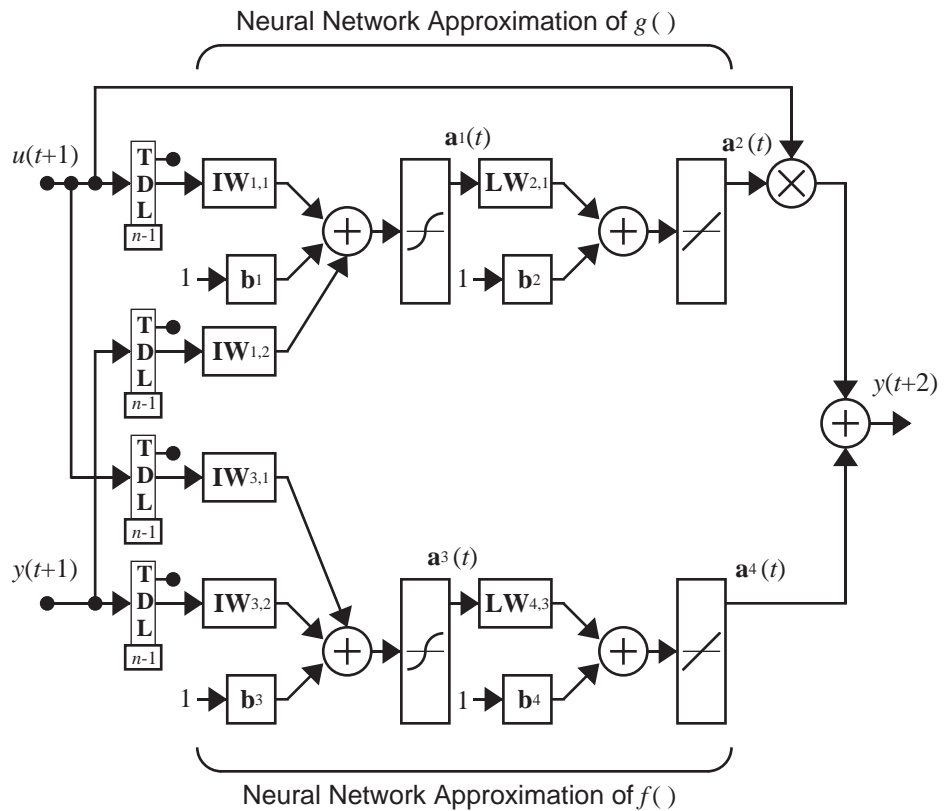 Neural Network Approximation of g ( )
u(t+1)
T
D
L
n-1
IW1,1
1
b1
a1(t)
LW2,1
1
b2
a2(t)
T
D
L
n-1
IW1,2
T
D
L
n-1
IW3,1
y(t+2)
y(t+1)
T
D
L
n-1
IW3,2
1
b3
a3(t)
LW4,3
1
b4
a4(t)
Neural Network Approximation of f ( )